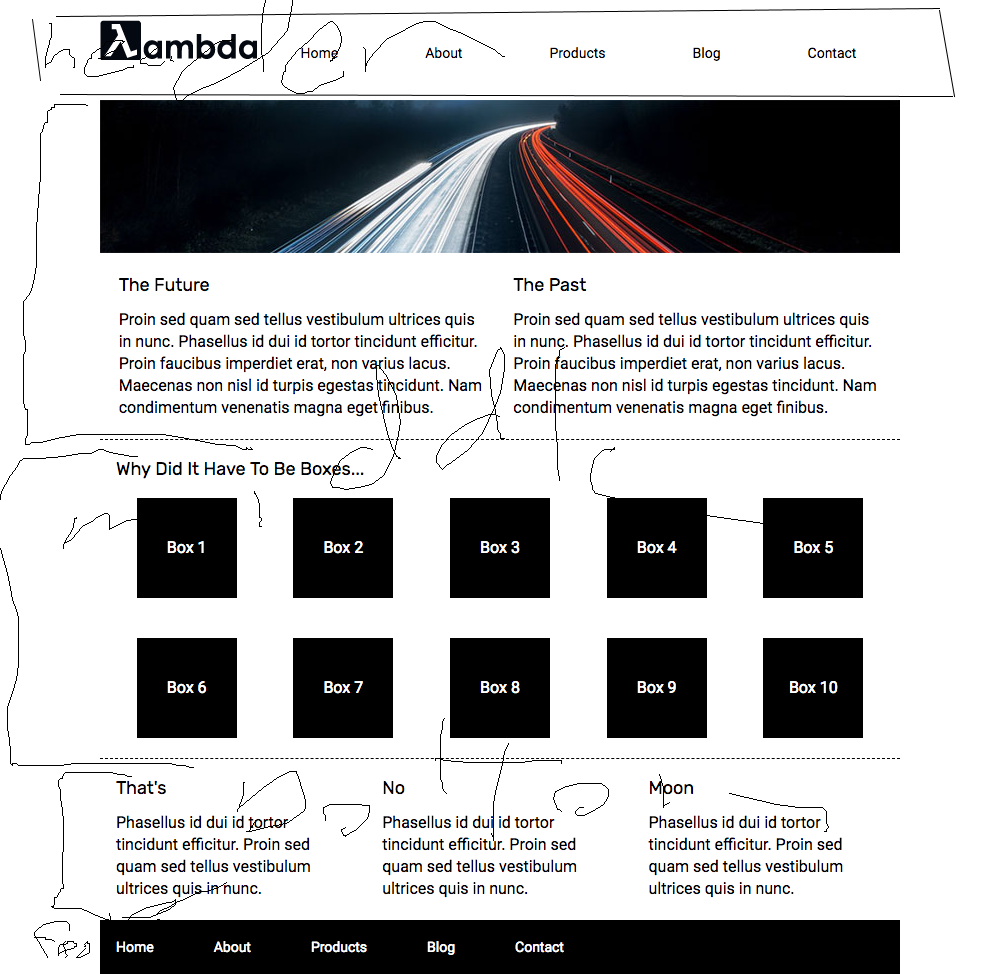 λambda Home About Products Blog Contact
header
The Future The Past
Proin sed quam sed tellus vestibulum ultrices quis Proin sed quam sed tellus vestibulum ultrices quis
in nunc. Phasellus id dui id tortor tincidunt efficitur. in nunc. Phasellus id dui id tortor tincidunt efficitur.
Proin faucibus imperdiet erat, non varius lacus. Proin faucibus imperdiet erat, non varius lacus.
Maecenas non nisl id turpis egestas tincidunt. Nam Maecenas non nisl id turpis egestas tincidunt. Nam
condimentum venenatis magna eget finibus. condimentum venenatis magna eget finibus.
Why Did It Have To Be Boxes...
Box 1 Box 2 Box 3 Box 4 Box 5
Box 6 Box 7 Box 8 Box 9 Box 10
That's No Moon
Phasellus id dui id tortor Phasellus id dui id tortor Phasellus id dui id tortor
tincidunt efficitur. Proin sed tincidunt efficitur. Proin sed tincidunt efficitur. Proin sed
quam sed tellus vestibulum quam sed tellus vestibulum quam sed tellus vestibulum
ultrices quis in nunc. ultrices quis in nunc. ultrices quis in nunc.
Home About Products Blog Contact